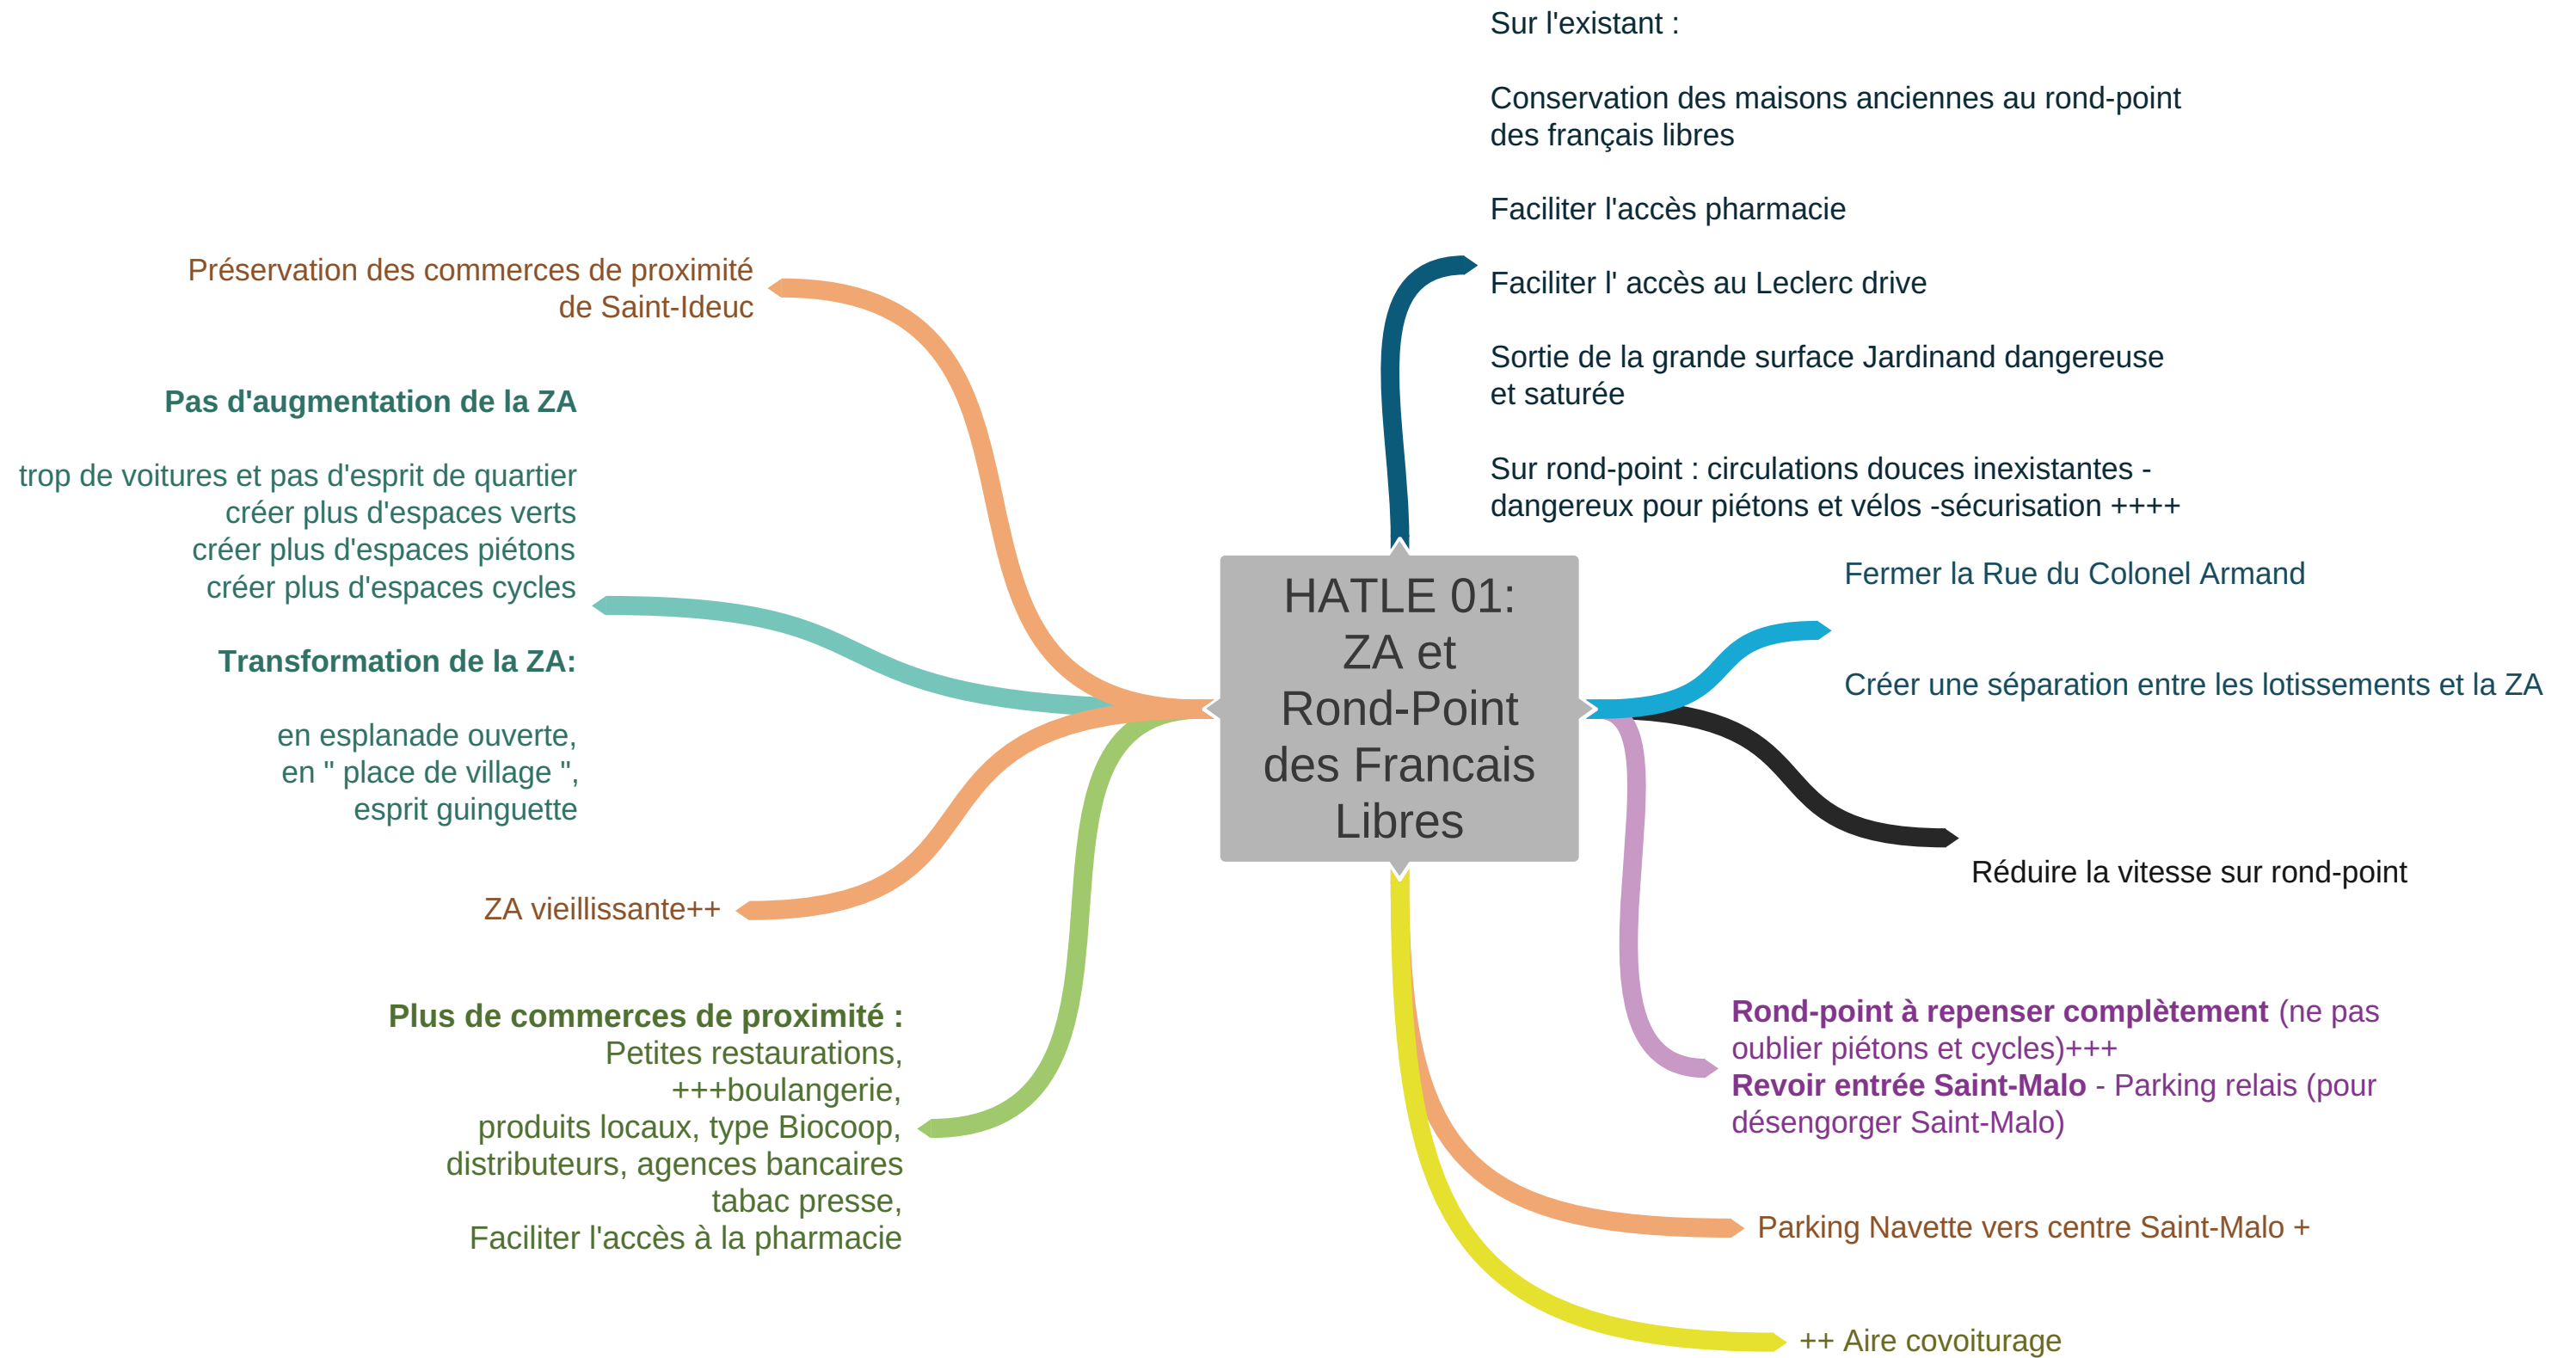 Sur l'existant :
Conservation des maisons anciennes au rond-point
des français libres
Faciliter l'accès pharmacie
Faciliter l' accès au Leclerc drive
Sortie de la grande surface Jardinand dangereuse
et saturée
Sur rond-point : circulations douces inexistantes -
dangereux pour piétons et vélos -sécurisation ++++
Préservation des commerces de proximité
de Saint-Ideuc
Pas d'augmentation de la ZA
trop de voitures et pas d'esprit de quartier
créer plus d'espaces verts
créer plus d'espaces piétons
créer plus d'espaces cycles
Transformation de la ZA:
en esplanade ouverte,
en " place de village ",
esprit guinguette
ZA vieillissante++
Plus de commerces de proximité :
Petites restaurations,
+++boulangerie,
produits locaux, type Biocoop,
distributeurs, agences bancaires
tabac presse,
Faciliter l'accès à la pharmacie
HATLE 01:
ZA et
Rond-Point
des Francais
Libres
Fermer la Rue du Colonel Armand
Créer une séparation entre les lotissements et la ZA
Réduire la vitesse sur rond-point
Rond-point à repenser complètement (ne pas
oublier piétons et cycles)+++
Revoir entrée Saint-Malo - Parking relais (pour
désengorger Saint-Malo)
Parking Navette vers centre Saint-Malo +
++ Aire covoiturage